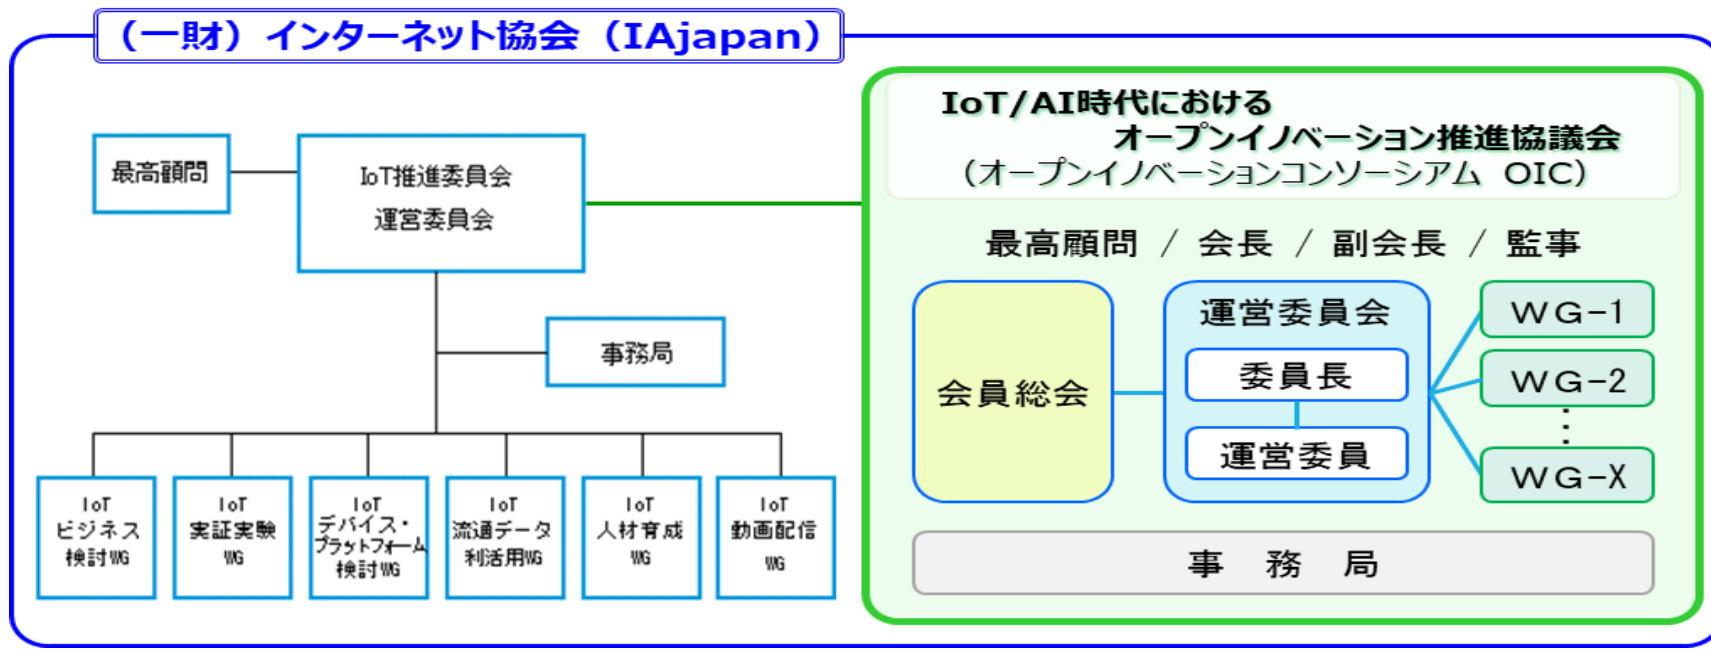 （一財）インターネット協会（IAjapan）
最高顧問
IoT推進委員会
運営委員会
事務局
IoT
ビジネス
検討WG
IoT
実証実験
WG
IoT
デバイス・
プラットフォーム
検討WG
IoT
流通データ
利活用WG
IoT
人材育成
WG
IoT
動画配信
WG
IoT/AI時代における
オープンイノベーション推進協議会
（オープンイノベーションコンソーシアム OIC）
最高顧問 / 会長 / 副会長 / 監事
会員総会
運営委員会
委員長
運営委員
WG-1
WG-2
⋮
WG-X
事 務 局